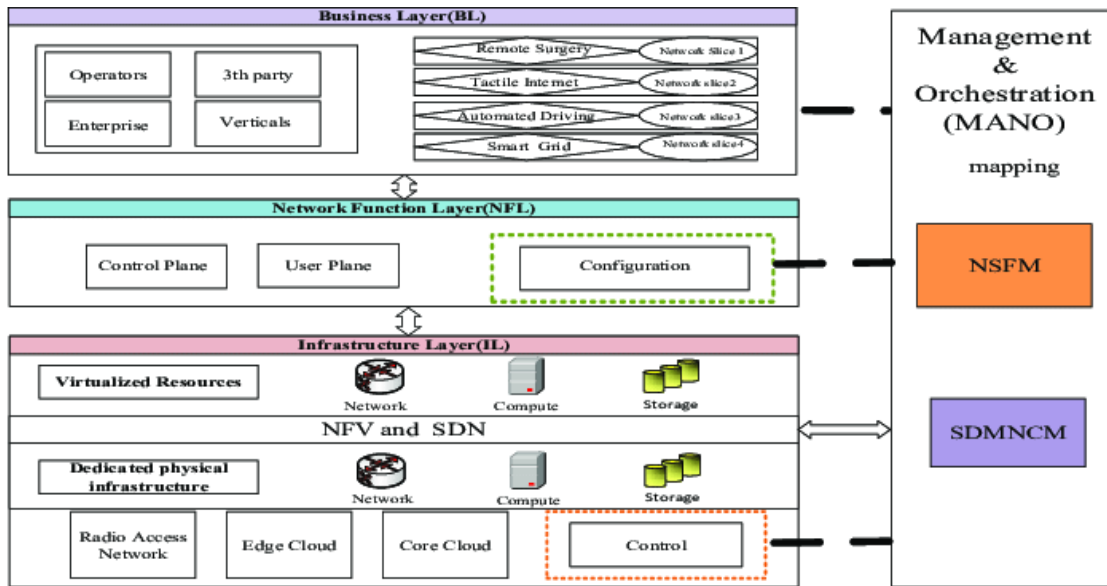 Business Layer(BL)
Operators
3th party
Enterprise
Verticals
Remote Surgery
Network Slice 1
Tactile Internet
Network slice2
Automated Driving
Network slice3
Smart Grid
Network slice4
Network Function Layer(NFL)
Control Plane
User Plane
Configuration
Infrastructure Layer(IL)
Virtualized Resources
Network
Compute
Storage
NFV and SDN
Dedicated physical
infrastructure
Network
Compute
Storage
Radio Access
Network
Edge Cloud
Core Cloud
Control
Management
&
Orchestration
(MANO)
mapping
NSFM
SDMNCM